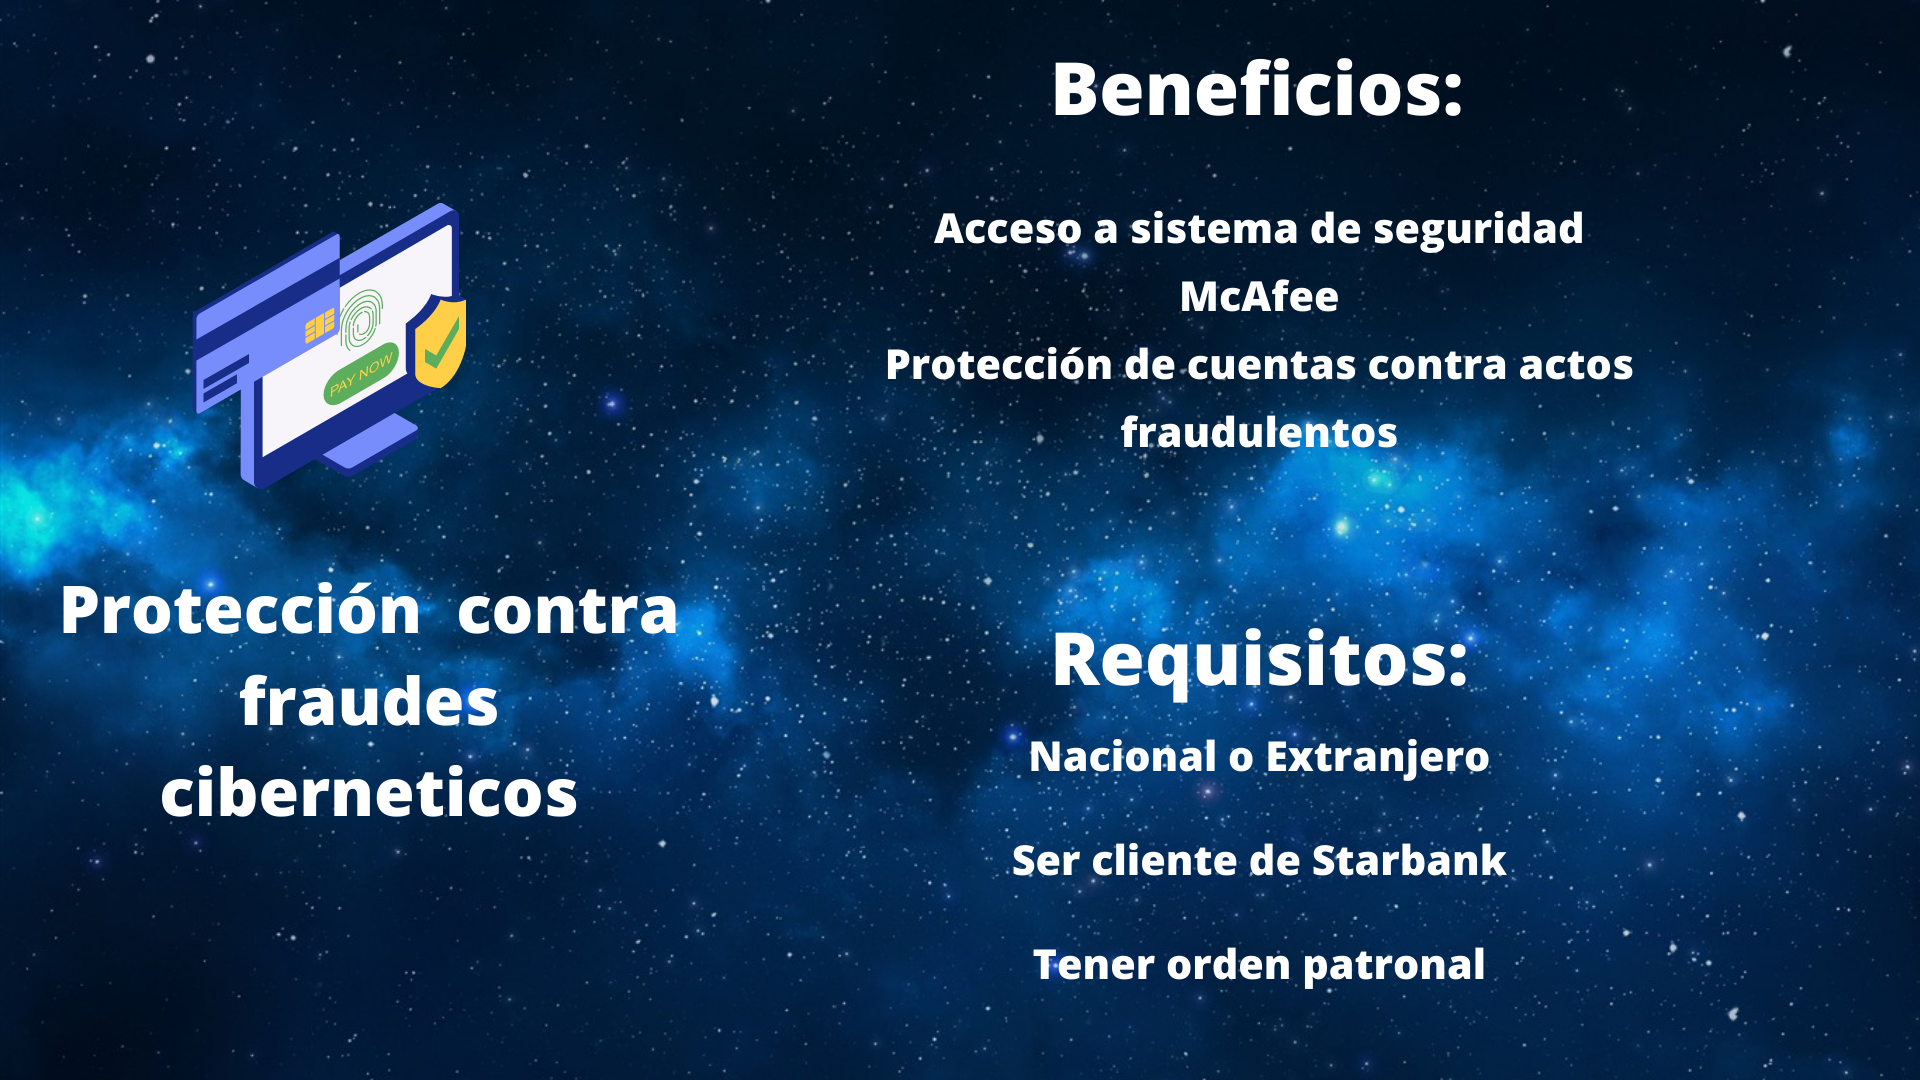 PAY NOW
Protección  contra
fraudes
ciberneticos
Beneficios:
Acceso a sistema de seguridad
McAfee
Protección de cuentas contra actos
fraudulentos
Requisitos:
Nacional o Extranjero
Ser cliente de Starbank
Tener orden patronal